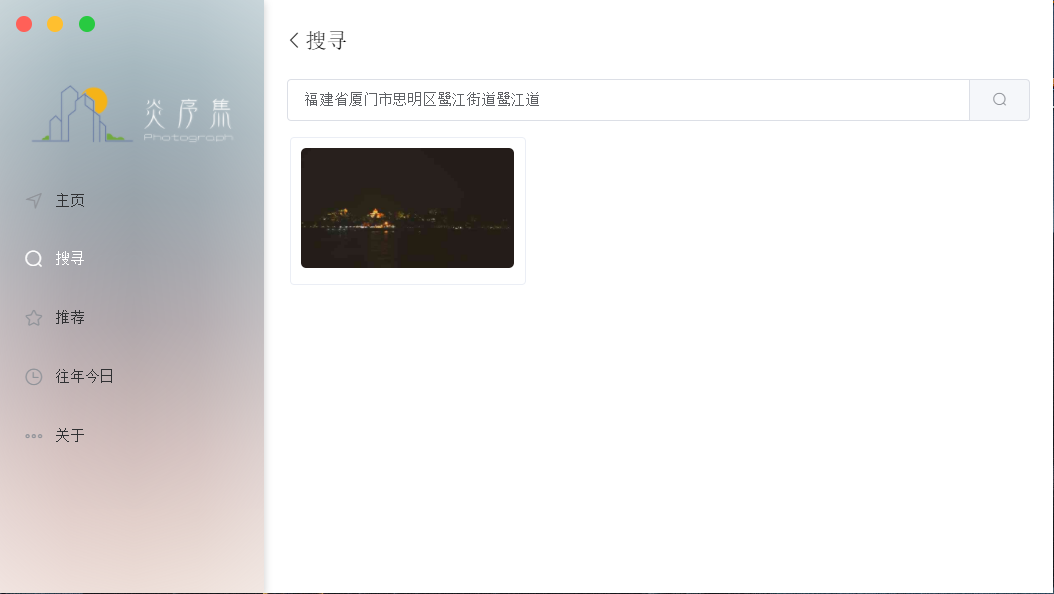 炎序集
Photograph
主页
搜寻
推荐
往年今日
关于
搜寻
福建省厦门市思明区鹭江街道鹭江道